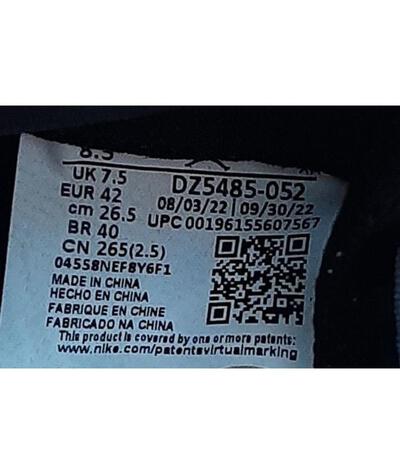 8.5
UK 7.5
EUR 42
cm 26.5
BR 40
CN 265(2.5)
04558NEF8Y6F1
DZ5485-052
08/03/22 | 09/30/22
UPC 00196155607567
MADE IN CHINA
HECHO EN CHINA
FABRIQUE EN CHINE
FABRICADO NA CHINA
This product is covered by one or more patents:
www.nike.com/patentsvirtualmarking